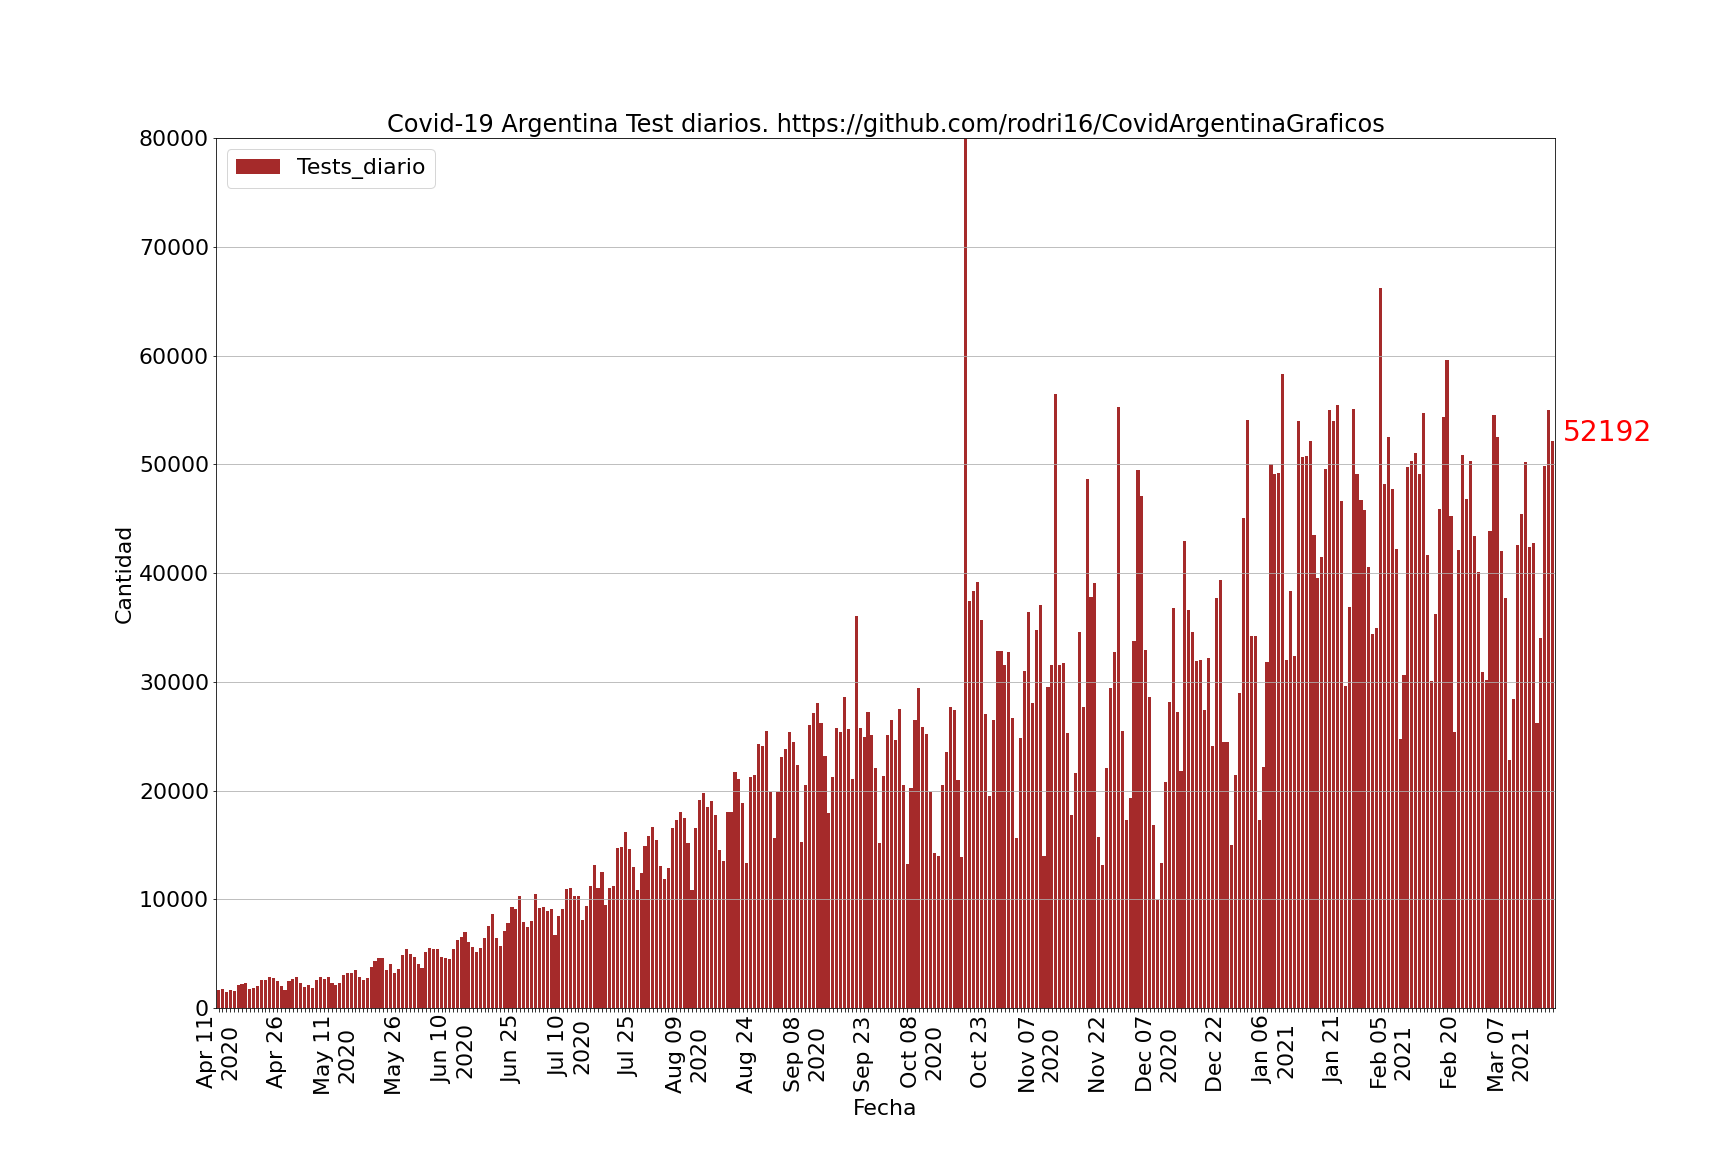 Covid-19 Argentina Test diarios. https://github.com/rodri16/CovidArgentinaGraficos
Tests_diario
80000
70000
60000
50000
40000
30000
20000
10000
0
Cantidad
52192
Apr 11
2020
Apr 26
May 11
2020
May 26
Jun 10
2020
Jun 25
Jul 10
2020
Jul 25
Aug 09
2020
Aug 24
Sep 08
2020
Sep 23
Oct 08
2020
Oct 23
Nov 07
2020
Nov 22
Dec 07
2020
Dec 22
Jan 06
2021
Jan 21
Feb 05
2021
Feb 20
Mar 07
2021
Fecha